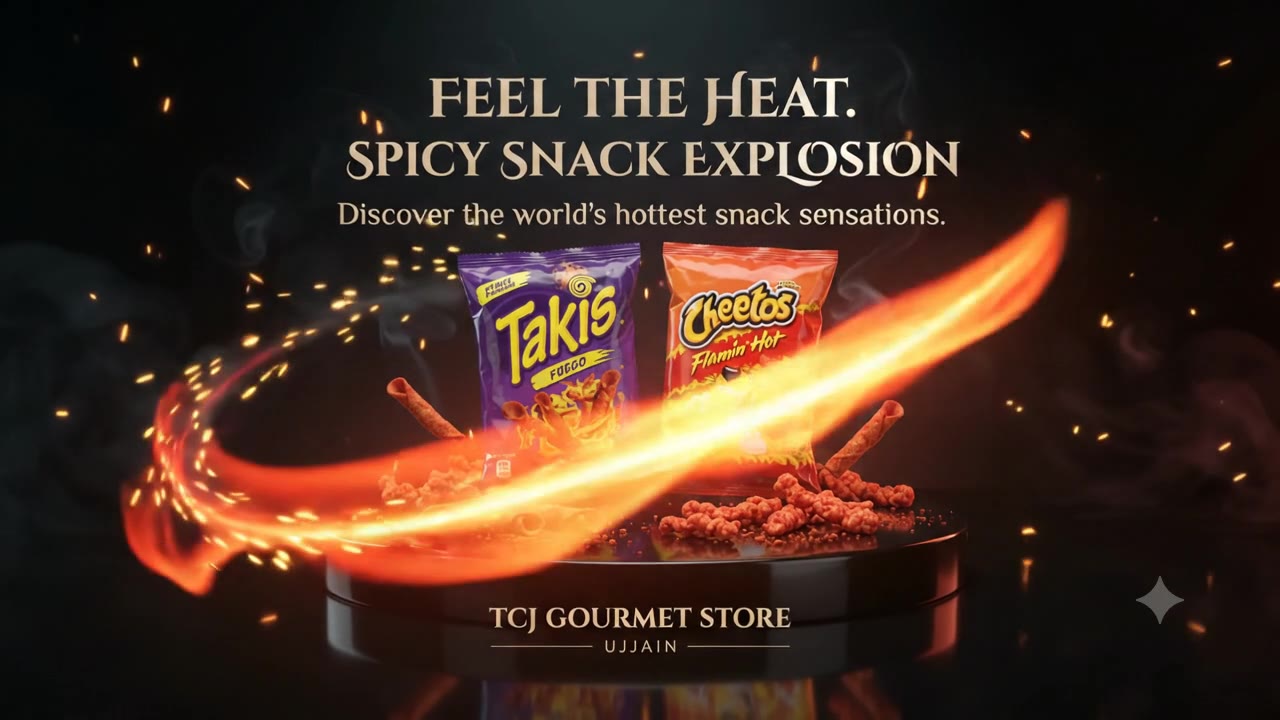 FEEL THE HEAT.
SPICY SNACK EXPLOSION
Discover the world's hottest snack sensations.
Takis
FUEGO
Cheetos
Flamin' Hot
TCJ GOURMET STORE
UJJAIN